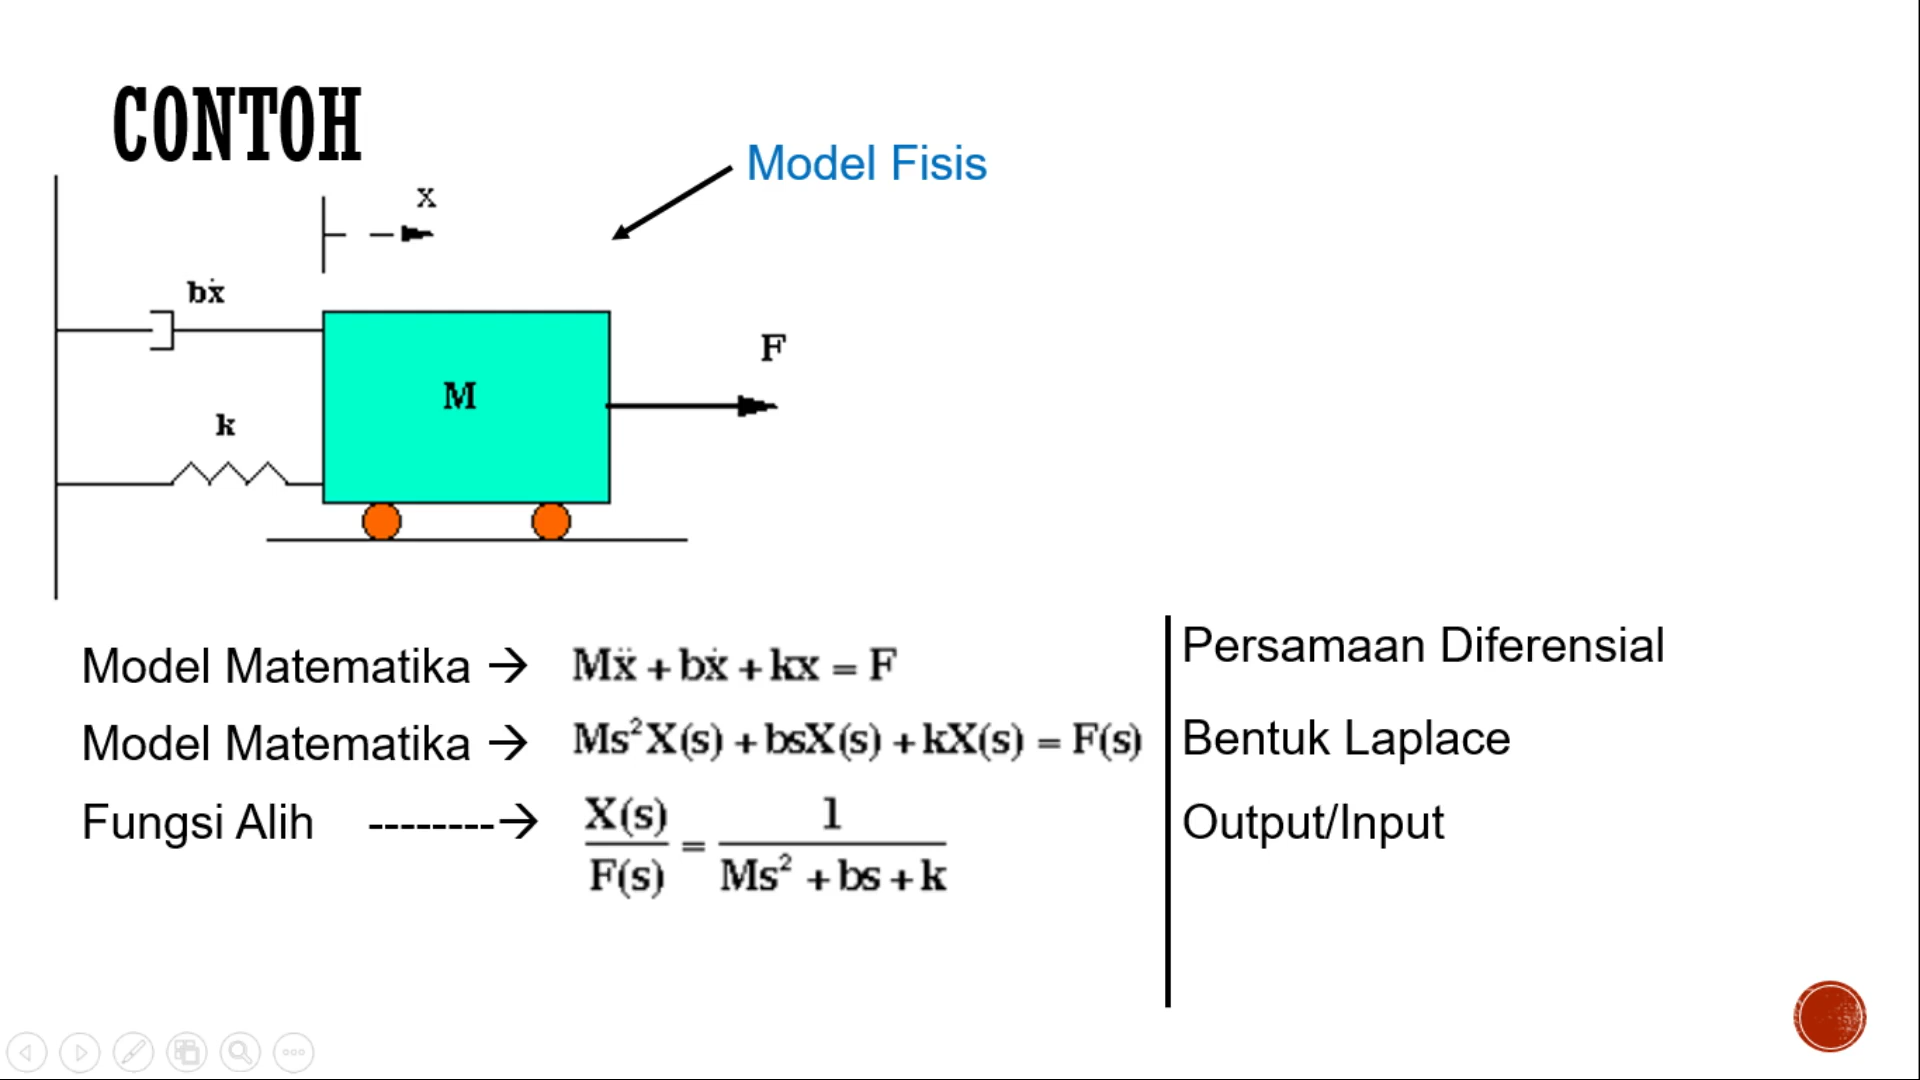 CONTOH
Model Fisis
x
bẋ
F
M
k
Model Matematika → Mẍ + bẋ + kx = F
Persamaan Diferensial
Model Matematika → Ms²X(s) + bsX(s) + kX(s) = F(s)
Bentuk Laplace
Fungsi Alih --------→ X(s)/F(s) = 1/(Ms² + bs + k)
Output/Input